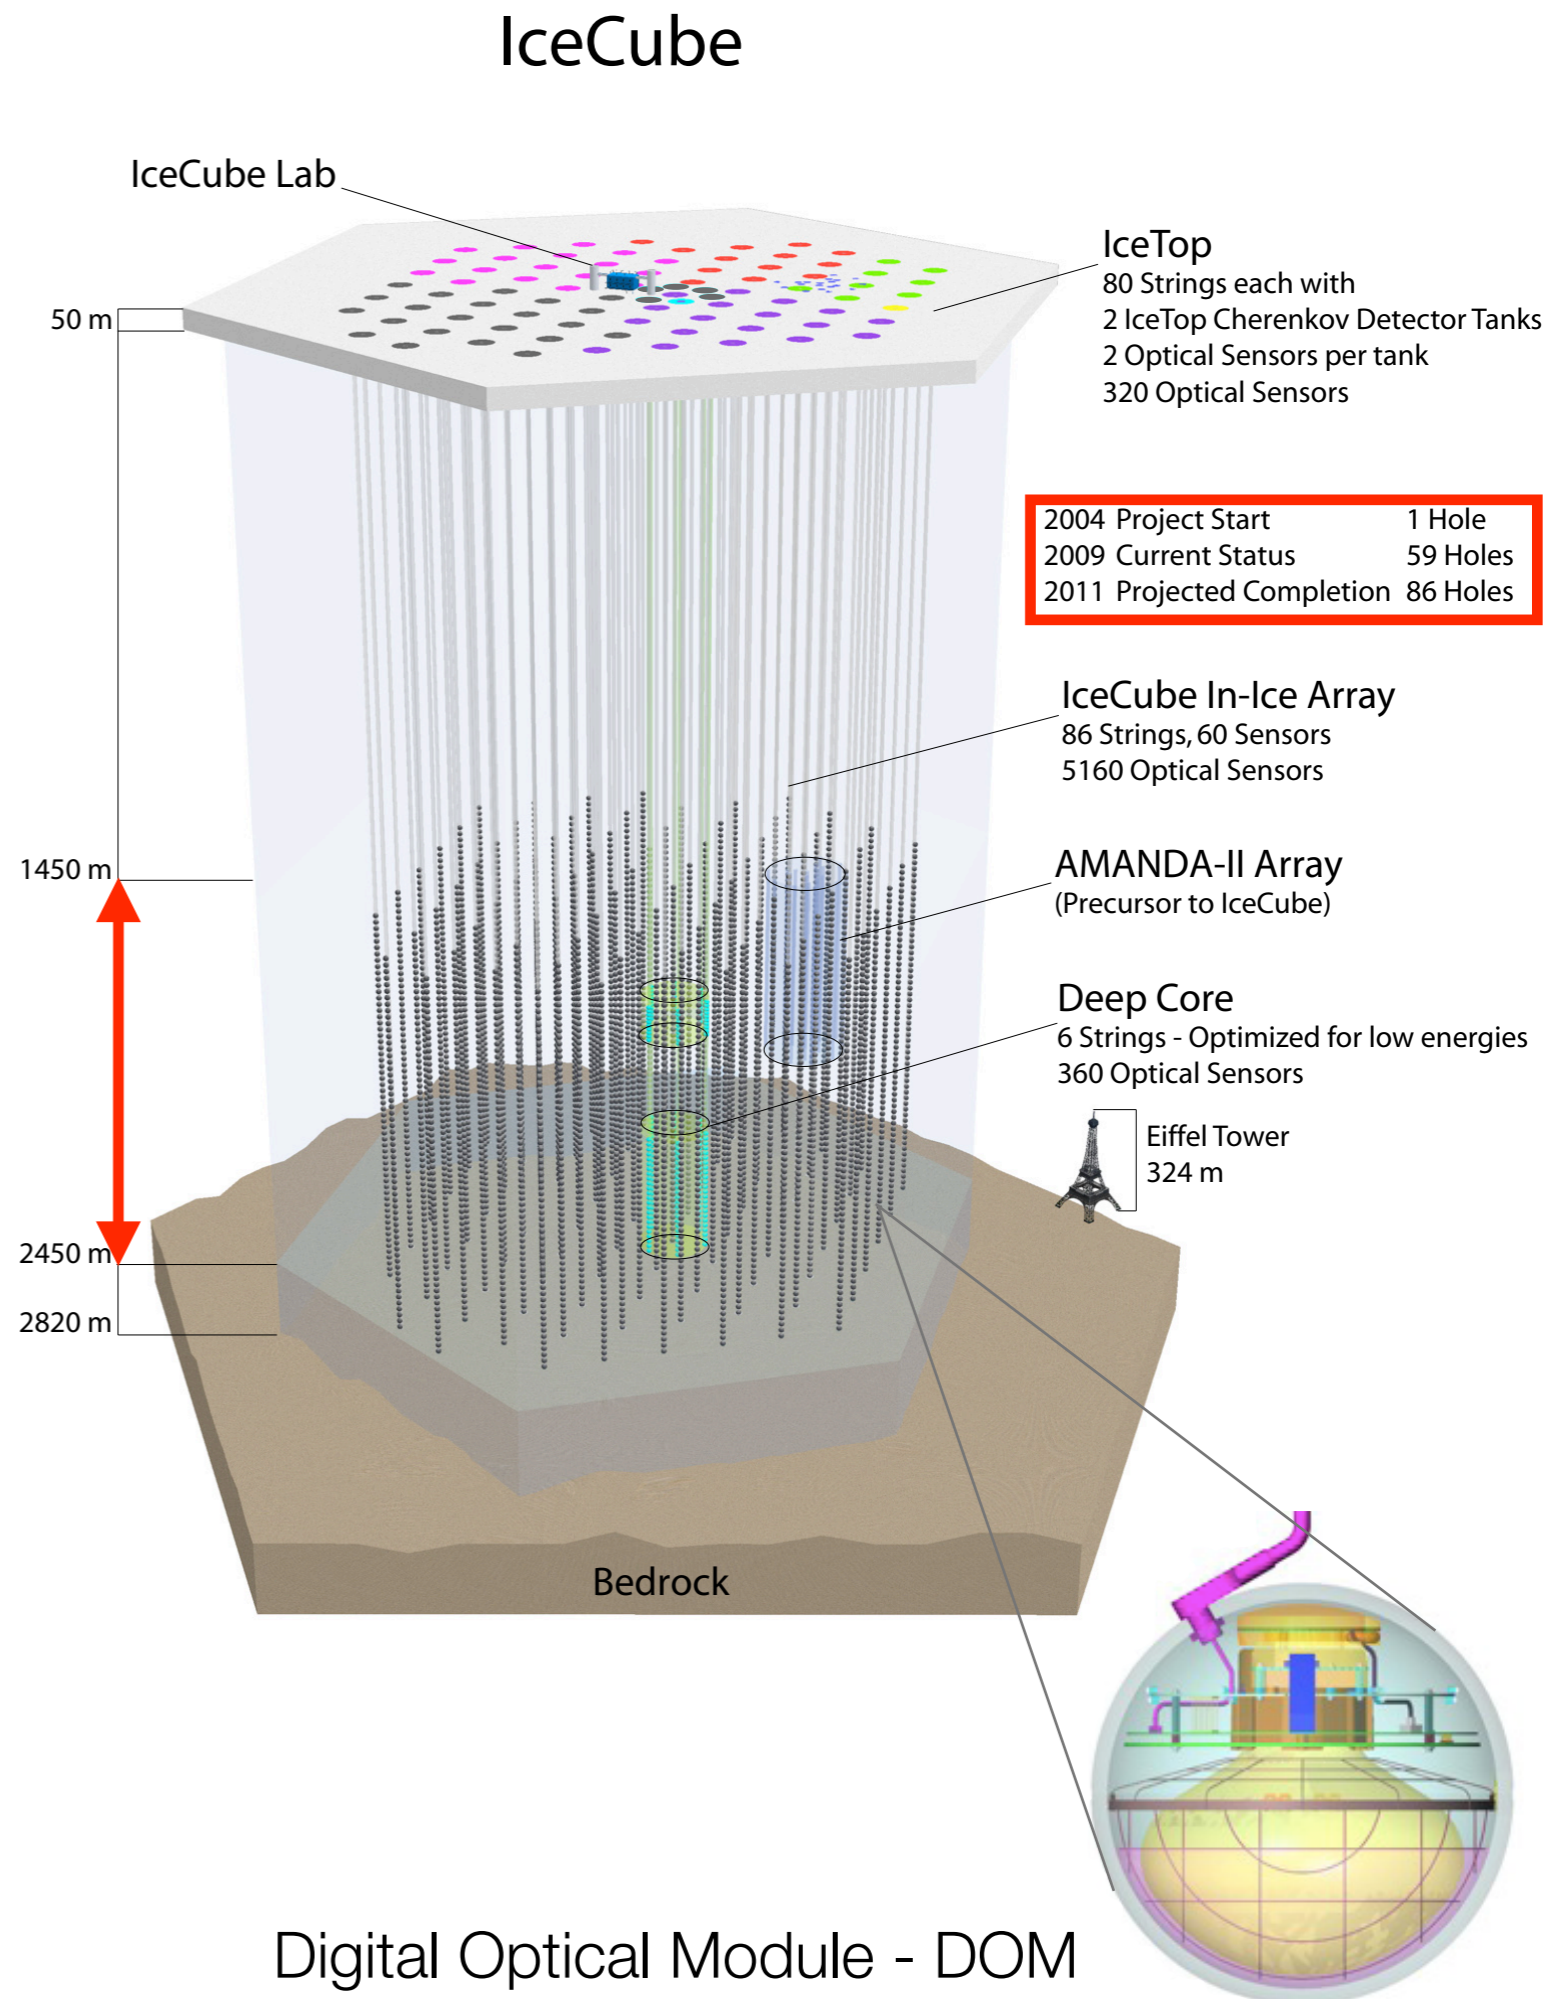 IceCube
IceCube Lab
IceTop
80 Strings each with
2 IceTop Cherenkov Detector Tanks
2 Optical Sensors per tank
320 Optical Sensors
50 m
2004 Project Start 1 Hole
2009 Current Status 59 Holes
2011 Projected Completion 86 Holes
IceCube In-Ice Array
86 Strings, 60 Sensors
5160 Optical Sensors
1450 m
AMANDA-II Array
(Precursor to IceCube)
Deep Core
6 Strings - Optimized for low energies
360 Optical Sensors
Eiffel Tower
324 m
2450 m
2820 m
Bedrock
Digital Optical Module - DOM